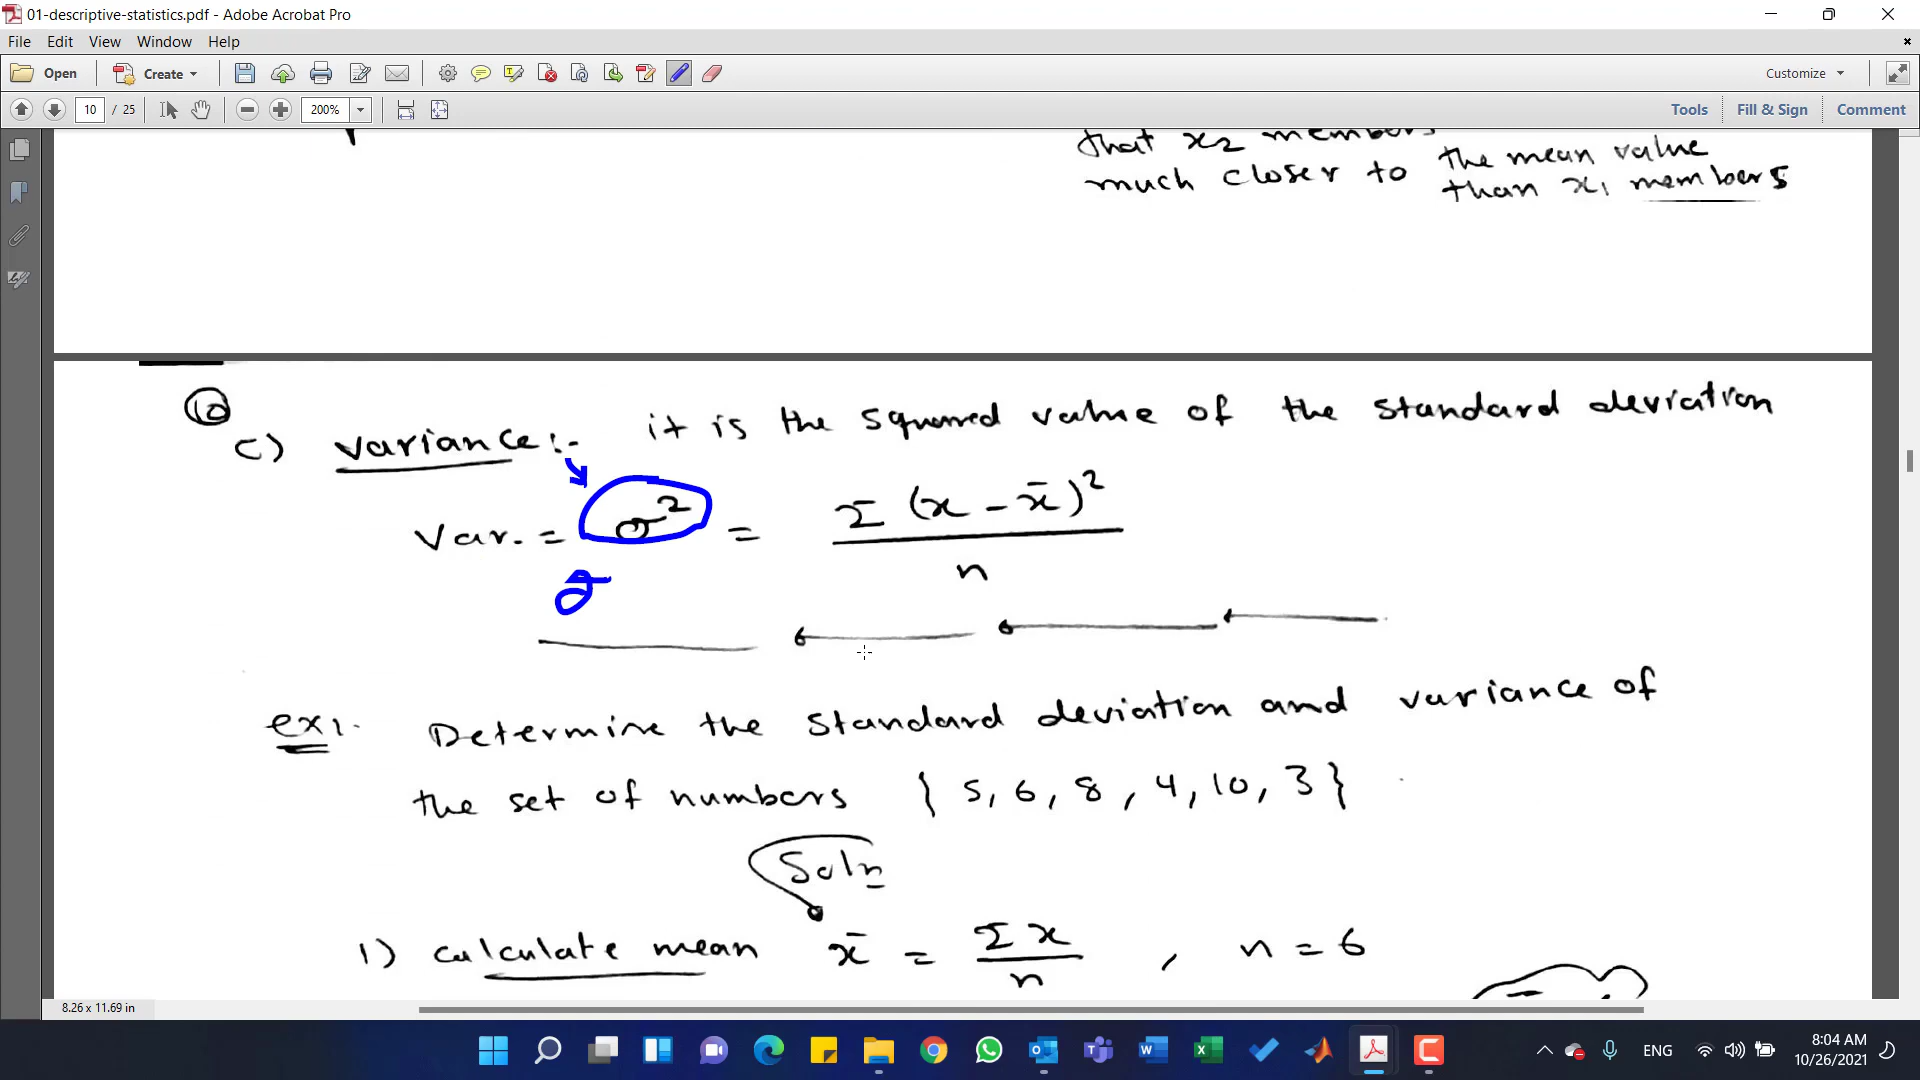 01-descriptive-statistics.pdf - Adobe Acrobat Pro
File Edit View Window Help
Open Create Customize
10 / 25 200% Tools Fill & Sign Comment
that x2 members
much closer to the mean value
than x1 members
10
c) variance:- it is the squared value of the standard deviation
Var. = σ² = Σ (x - x̄)² / n
σ
ex1. Determine the standard deviation and variance of
the set of numbers { 5, 6, 8, 4, 10, 3 }
Soln
1) calculate mean x̄ = Σx / n , n = 6
8.26 x 11.69 in
ENG
8:04 AM
10/26/2021